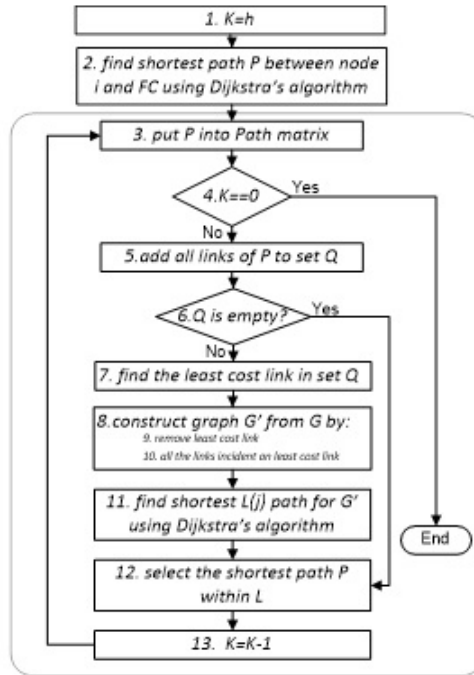 1. K=h
2. find shortest path P between node
i and FC using Dijkstra's algorithm
3. put P into Path matrix
4.K==0
Yes
No
5.add all links of P to set Q
6.Q is empty?
Yes
No
7. find the least cost link in set Q
8.construct graph G' from G by:
9. remove least cost link
10. all the links incident on least cost link
11. find shortest L(j) path for G'
using Dijkstra's algorithm
End
12. select the shortest path P
within L
13. K=K-1